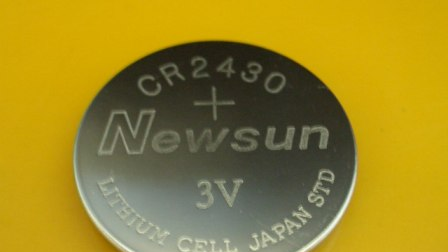 CR2430
+
Newsun
3V
LITHIUM CELL JAPAN STD